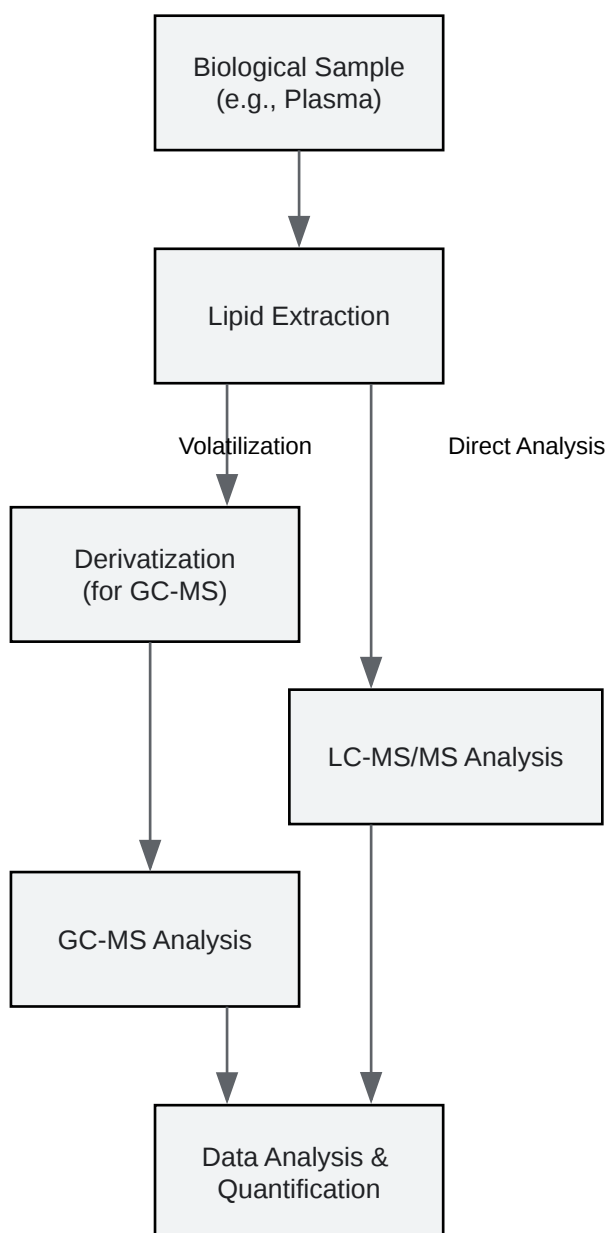 Biological Sample
(e.g., Plasma)
Lipid Extraction
Volatilization
Direct Analysis
Derivatization
(for GC-MS)
LC-MS/MS Analysis
GC-MS Analysis
Data Analysis &
Quantification